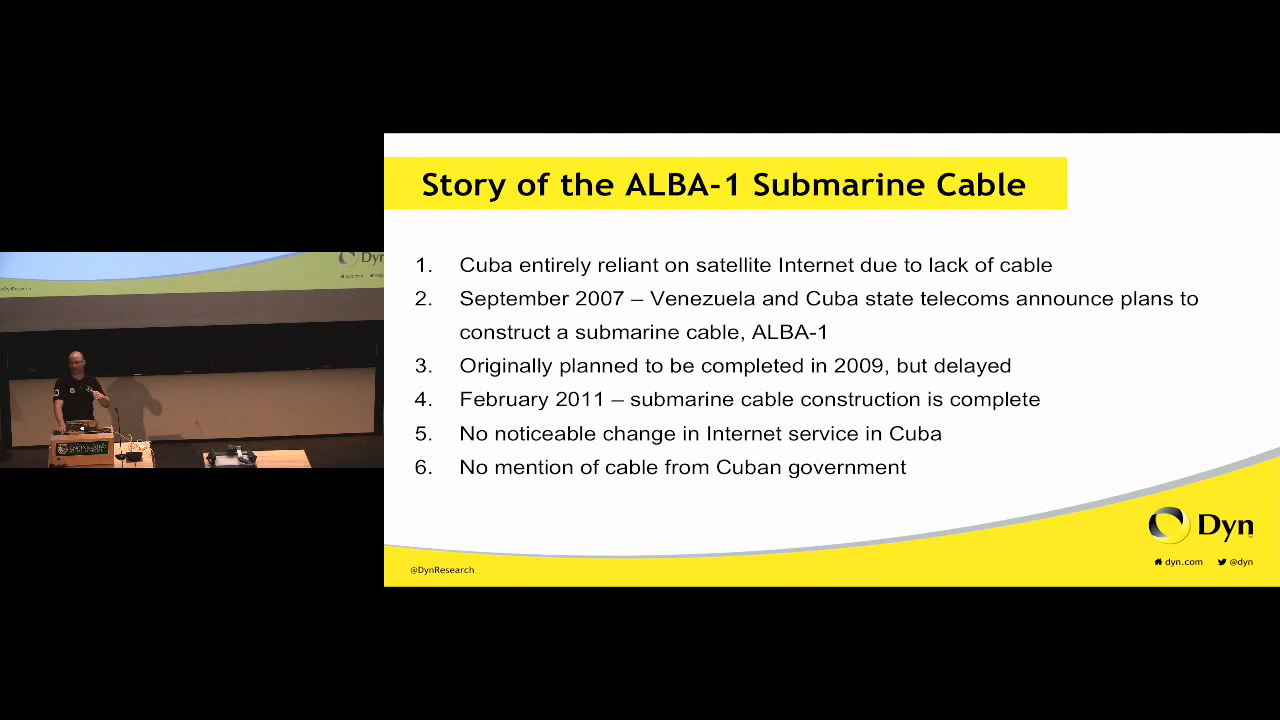 Story of the ALBA-1 Submarine Cable
1. Cuba entirely reliant on satellite Internet due to lack of cable
2. September 2007 – Venezuela and Cuba state telecoms announce plans to
construct a submarine cable, ALBA-1
3. Originally planned to be completed in 2009, but delayed
4. February 2011 – submarine cable construction is complete
5. No noticeable change in Internet service in Cuba
6. No mention of cable from Cuban government
Dyn
@DynResearch
dyn.com @dyn